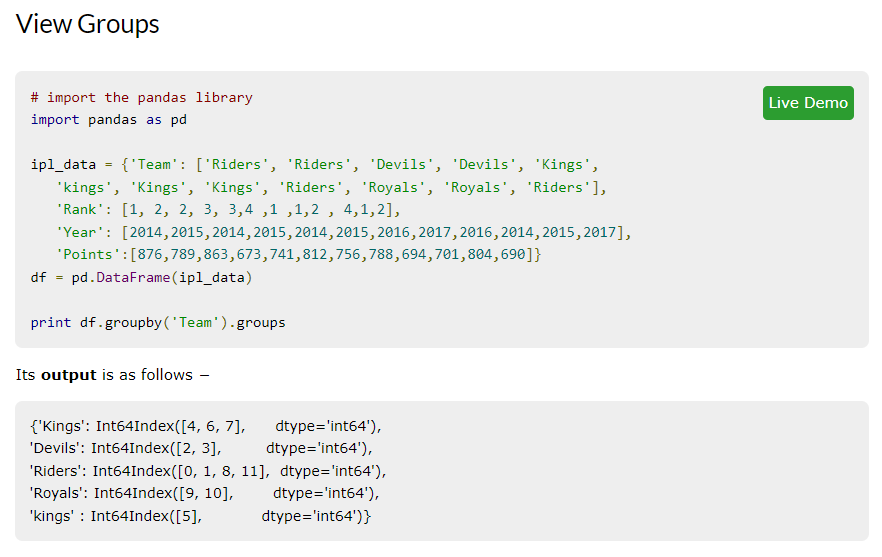 View Groups
Live Demo
# import the pandas library
import pandas as pd
ipl_data = {'Team': ['Riders', 'Riders', 'Devils', 'Devils', 'Kings',
'kings', 'Kings', 'Kings', 'Riders', 'Royals', 'Royals', 'Riders'],
'Rank': [1, 2, 2, 3, 3,4 ,1 ,1,2 , 4,1,2],
'Year': [2014,2015,2014,2015,2014,2015,2016,2017,2016,2014,2015,2017],
'Points':[876,789,863,673,741,812,756,788,694,701,804,690]}
df = pd.DataFrame(ipl_data)
print df.groupby('Team').groups
Its output is as follows −
{'Kings': Int64Index([4, 6, 7], dtype='int64'),
'Devils': Int64Index([2, 3], dtype='int64'),
'Riders': Int64Index([0, 1, 8, 11], dtype='int64'),
'Royals': Int64Index([9, 10], dtype='int64'),
'kings' : Int64Index([5], dtype='int64')}